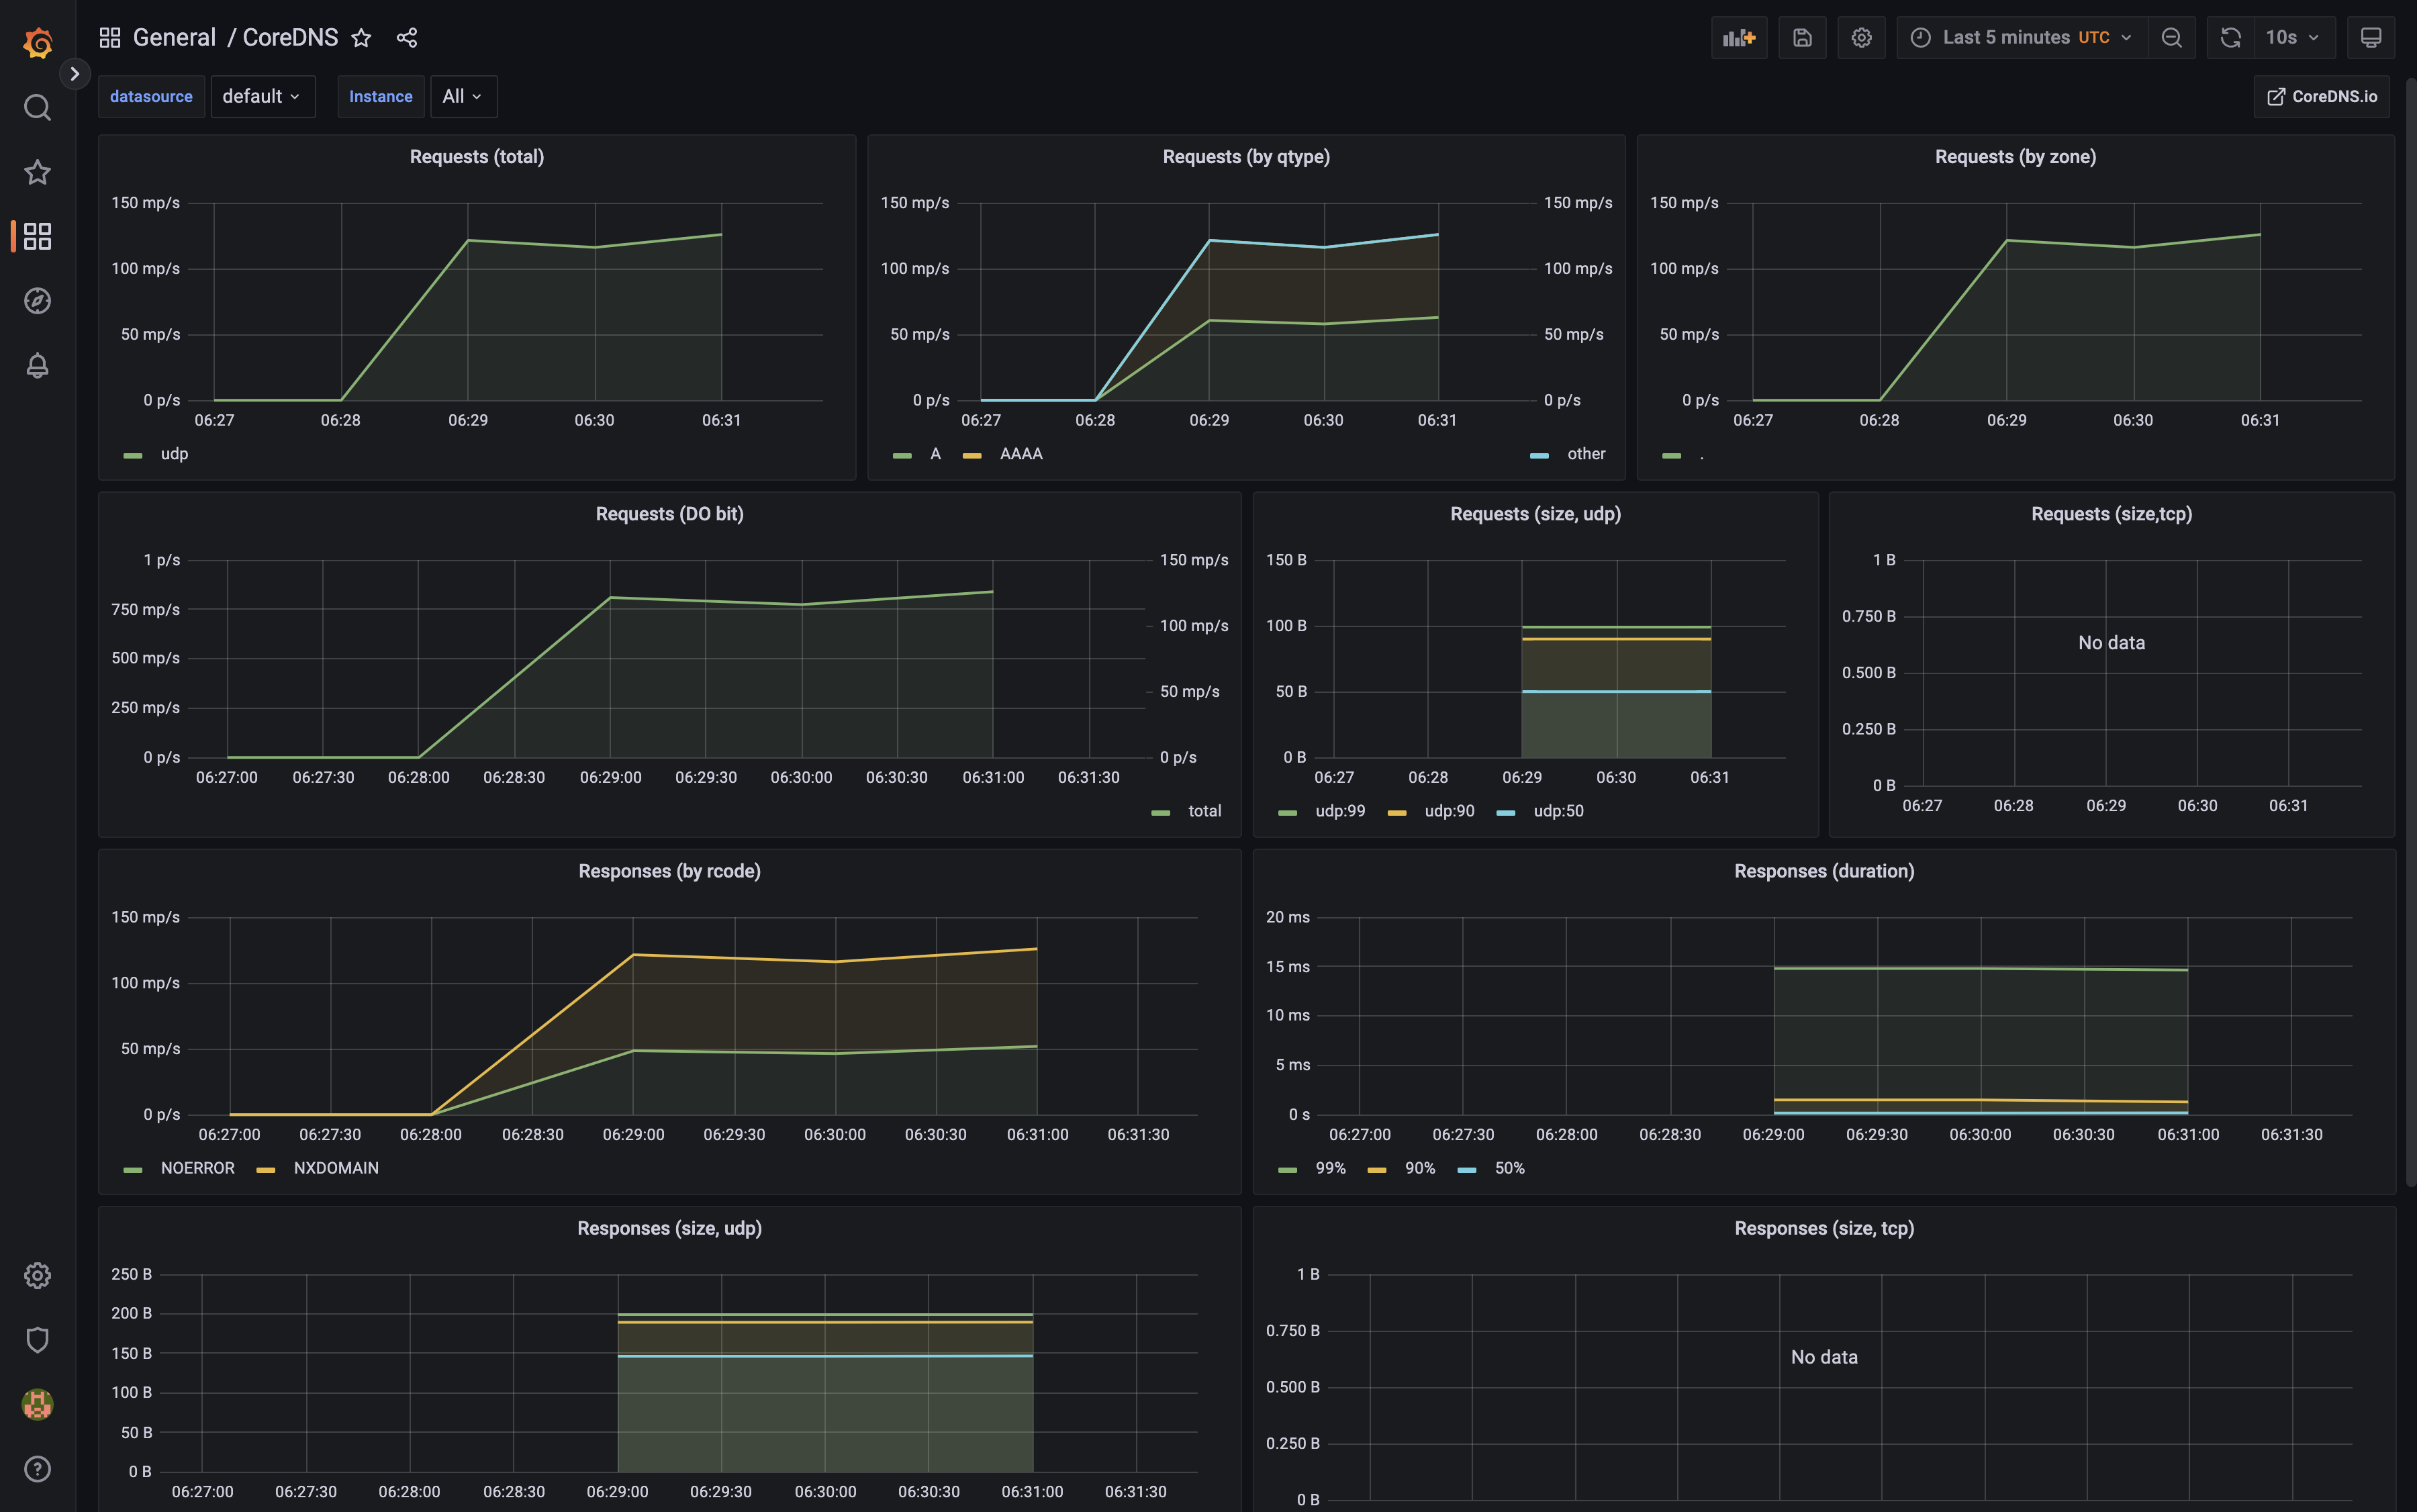 General / CoreDNS
Last 5 minutes UTC
10s
datasource default Instance All
CoreDNS.io
Requests (total)
150 mp/s
100 mp/s
50 mp/s
0 p/s
06:27 06:28 06:29 06:30 06:31
udp
Requests (by qtype)
150 mp/s 150 mp/s
100 mp/s 100 mp/s
50 mp/s 50 mp/s
0 p/s 0 p/s
06:27 06:28 06:29 06:30 06:31
A AAAA other
Requests (by zone)
150 mp/s
100 mp/s
50 mp/s
0 p/s
06:27 06:28 06:29 06:30 06:31
.
Requests (DO bit)
1 p/s 150 mp/s
750 mp/s
100 mp/s
500 mp/s
50 mp/s
250 mp/s
0 p/s 0 p/s
06:27:00 06:27:30 06:28:00 06:28:30 06:29:00 06:29:30 06:30:00 06:30:30 06:31:00 06:31:30
total
Requests (size, udp)
150 B
100 B
50 B
0 B
06:27 06:28 06:29 06:30 06:31
udp:99 udp:90 udp:50
Requests (size,tcp)
1 B
0.750 B
No data
0.500 B
0.250 B
0 B
06:27 06:28 06:29 06:30 06:31
Responses (by rcode)
150 mp/s
100 mp/s
50 mp/s
0 p/s
06:27:00 06:27:30 06:28:00 06:28:30 06:29:00 06:29:30 06:30:00 06:30:30 06:31:00 06:31:30
NOERROR NXDOMAIN
Responses (duration)
20 ms
15 ms
10 ms
5 ms
0 s
06:27:00 06:27:30 06:28:00 06:28:30 06:29:00 06:29:30 06:30:00 06:30:30 06:31:00 06:31:30
99% 90% 50%
Responses (size, udp)
250 B
200 B
150 B
100 B
50 B
0 B
06:27:00 06:27:30 06:28:00 06:28:30 06:29:00 06:29:30 06:30:00 06:30:30 06:31:00 06:31:30
Responses (size, tcp)
1 B
0.750 B
No data
0.500 B
0.250 B
0 B